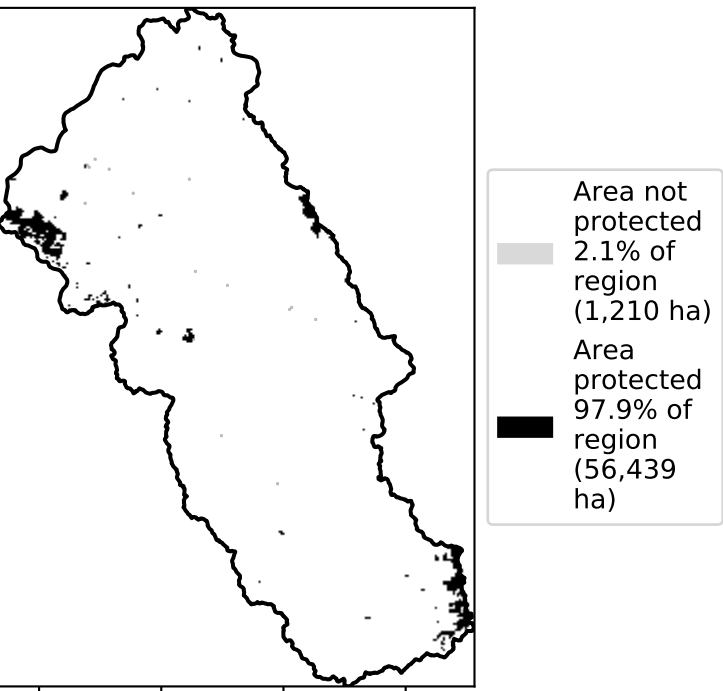 Area not
protected
2.1% of
region
(1,210 ha)
Area
protected
97.9% of
region
(56,439
ha)